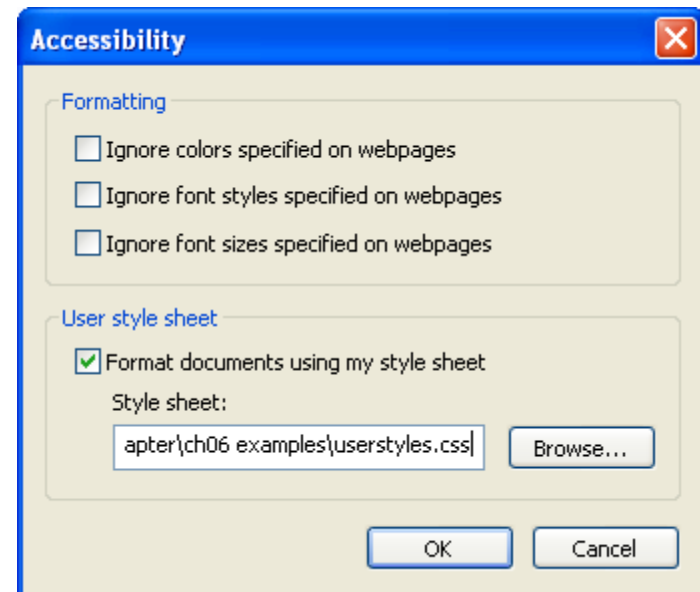 Accessibility
Formatting
Ignore colors specified on webpages
Ignore font styles specified on webpages
Ignore font sizes specified on webpages
User style sheet
Format documents using my style sheet
Style sheet:
apter\ch06 examples\userstyles.css
Browse...
OK
Cancel